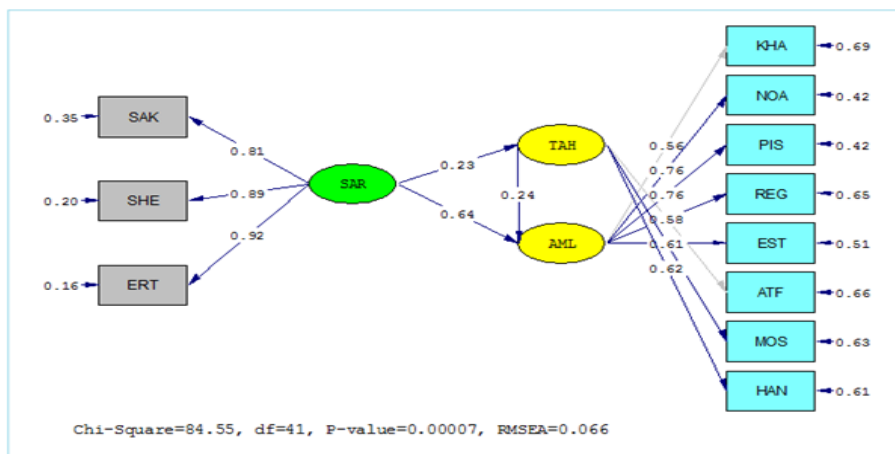 KHA
0.69
NOA
0.42
SAK
0.35
0.81
TAH
0.56
PIS
0.42
0.76
SAR
0.23
0.76
REG
0.65
SHE
0.20
0.89
0.24
0.58
0.64
AML
0.61
EST
0.51
0.92
0.62
ERT
0.16
ATF
0.66
MOS
0.63
HAN
0.61
Chi-Square=84.55, df=41, P-value=0.00007, RMSEA=0.066